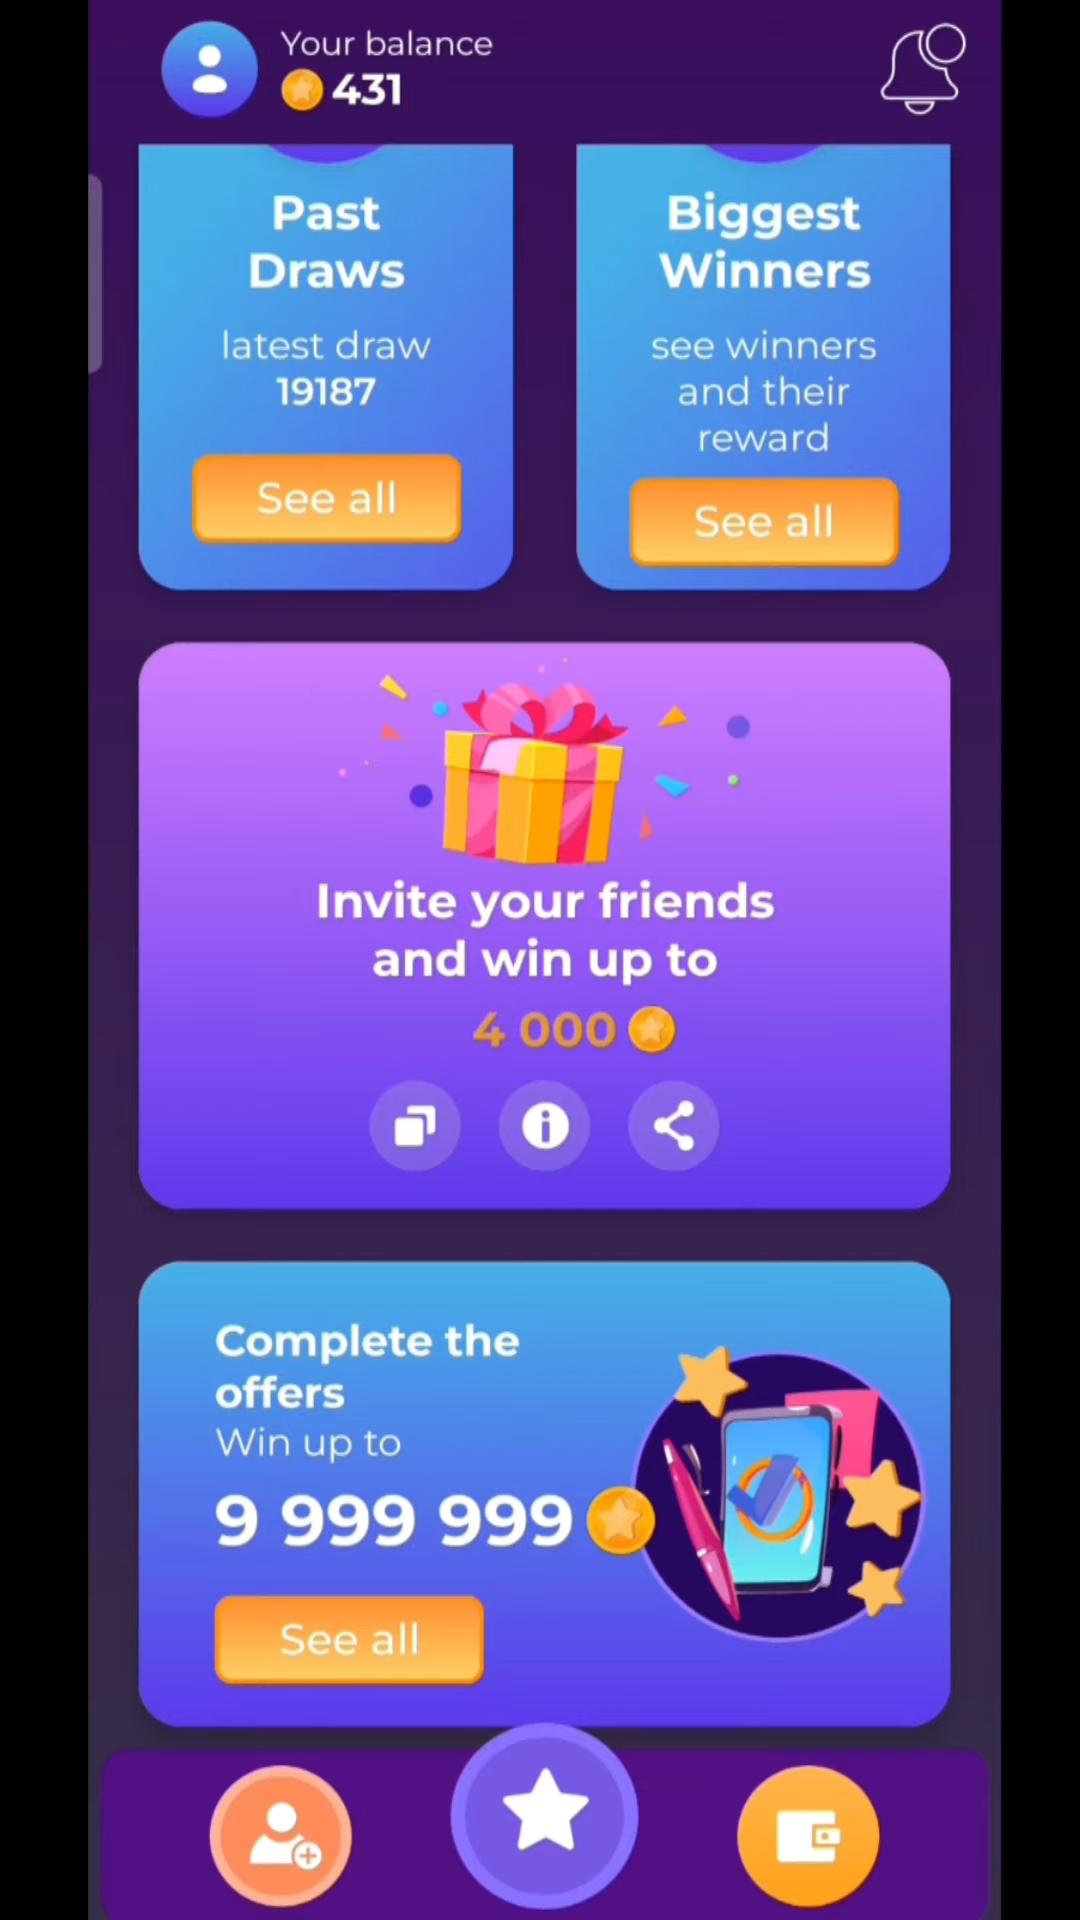 Your balance
431
Past
Draws
latest draw
19187
See all
Biggest
Winners
see winners
and their
reward
See all
Invite your friends
and win up to
4 000
Complete the
offers
Win up to
9 999 999
See all